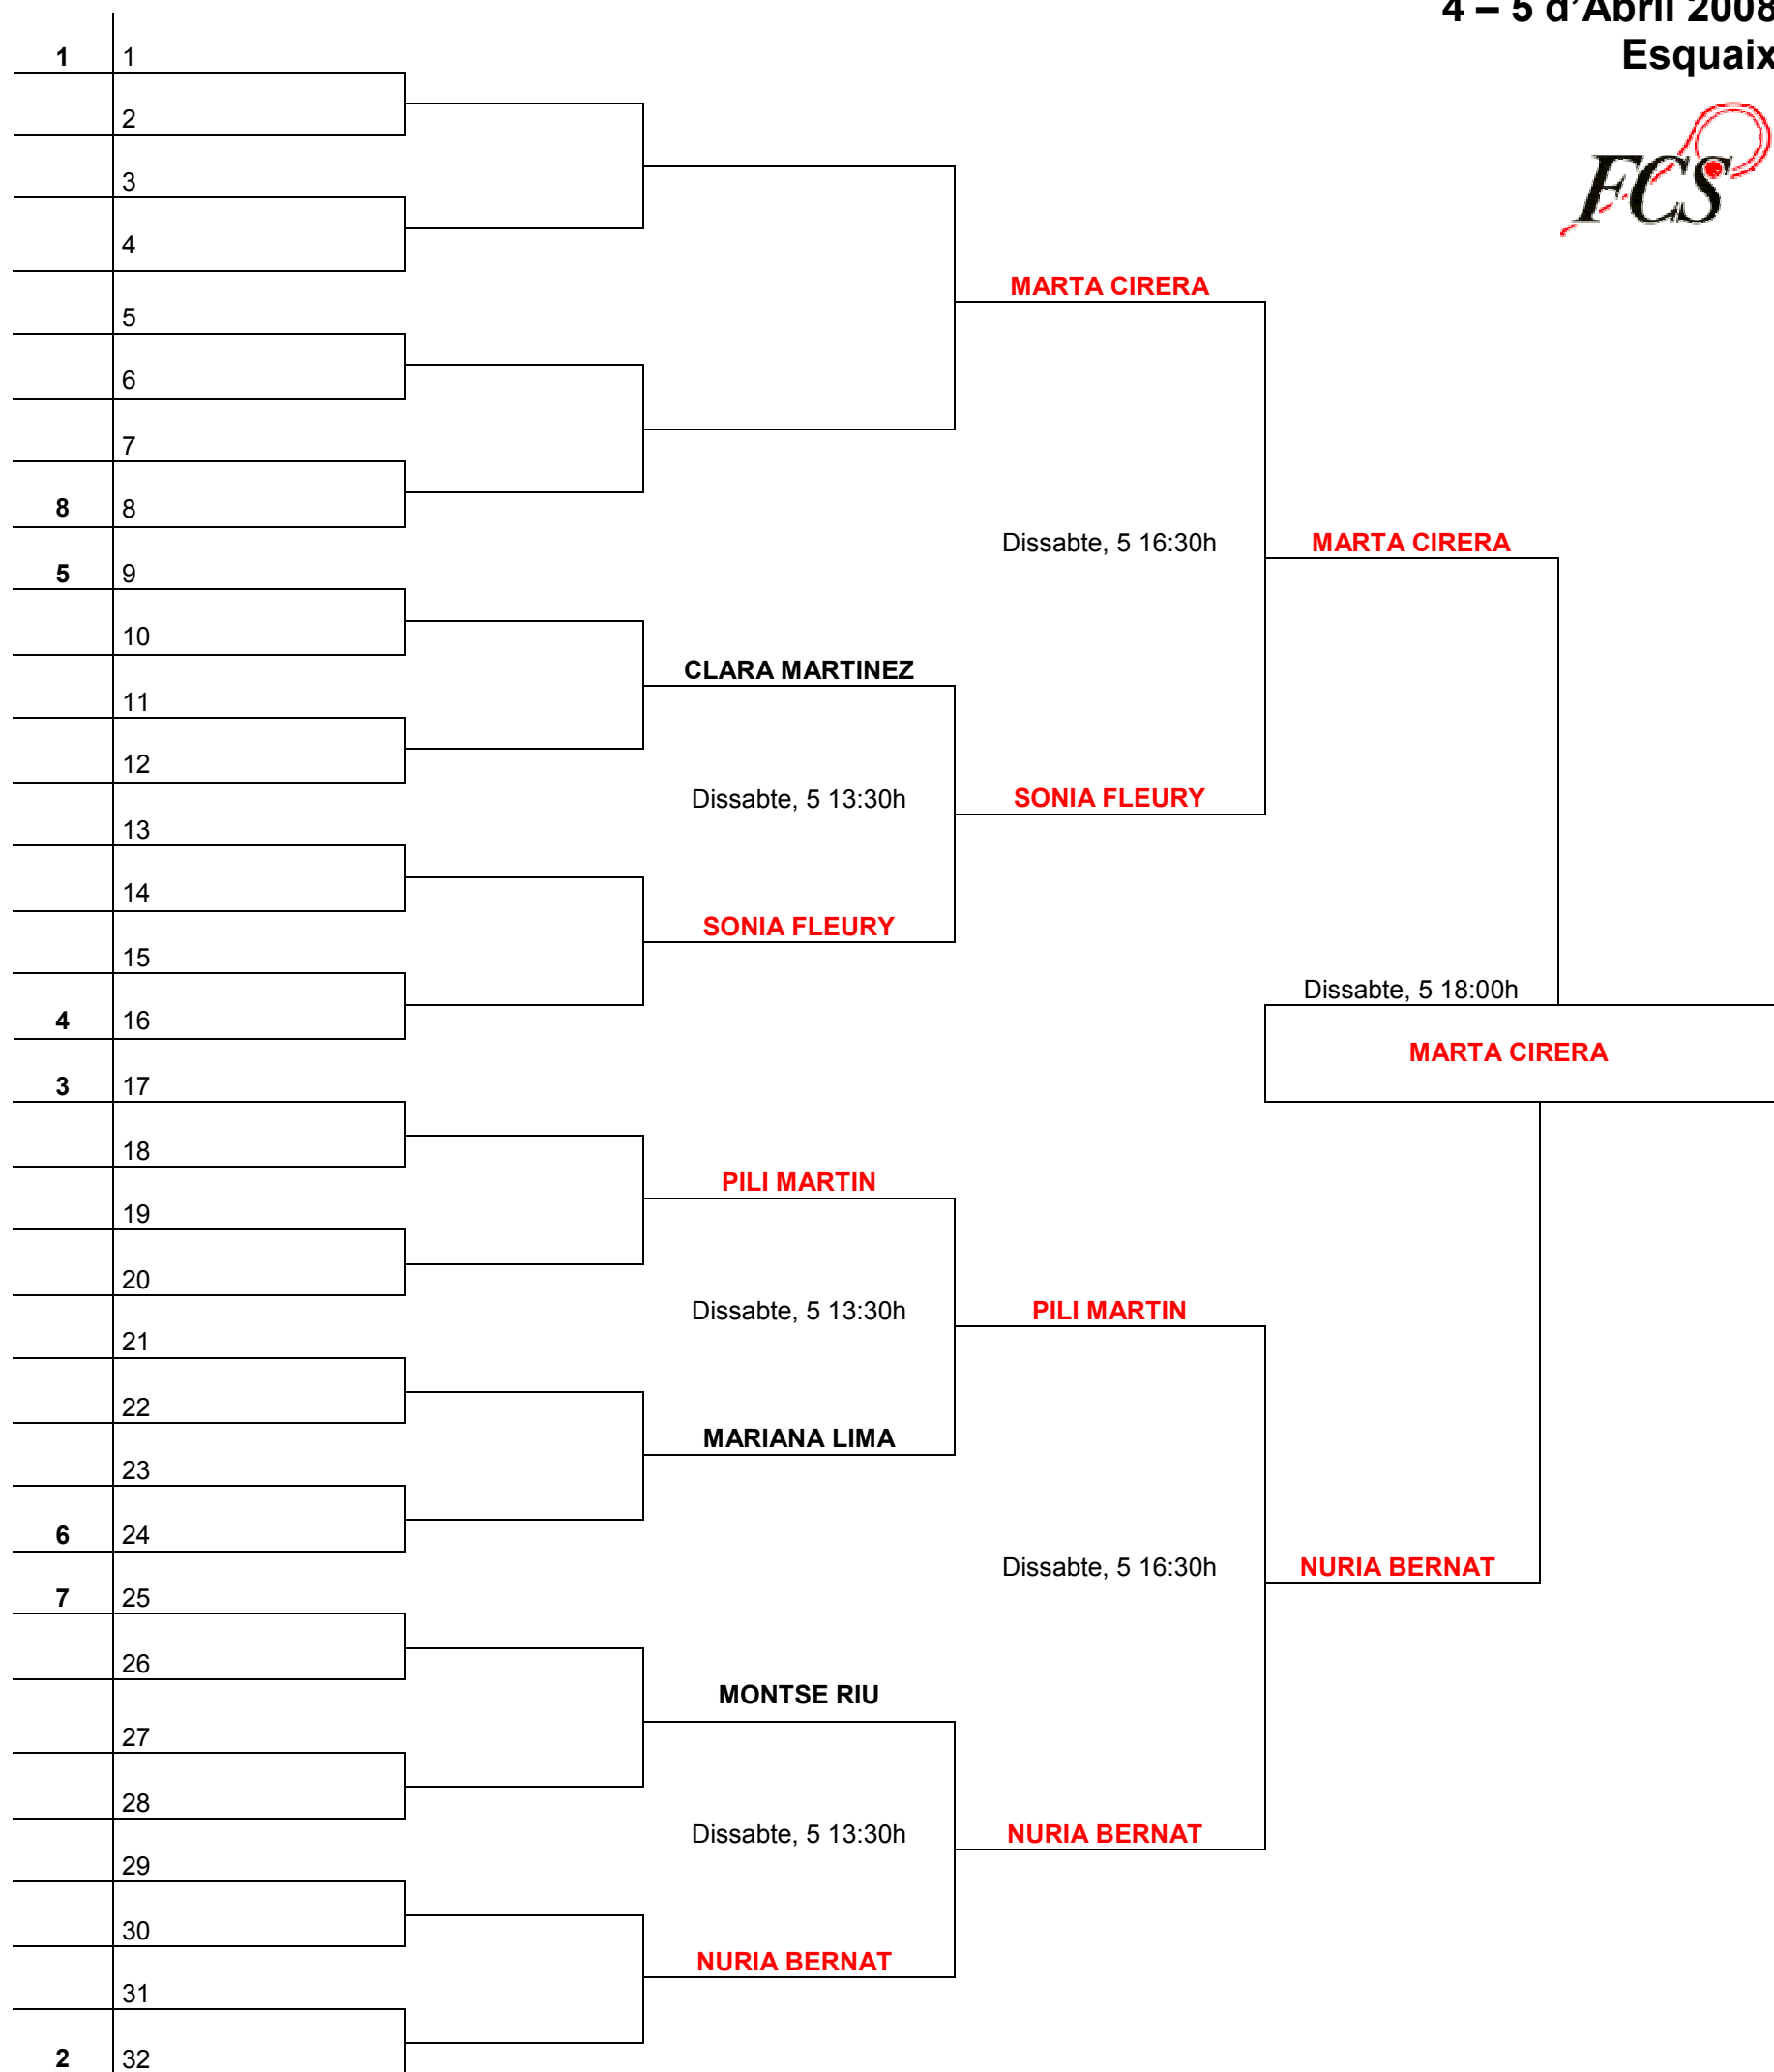 4 – 5 d’Abril 2008
Esquaix
FCS
1 1
2
3
4
MARTA CIRERA
5
6
7
8 8
Dissabte, 5 16:30h MARTA CIRERA
5 9
10
CLARA MARTINEZ
11
12
Dissabte, 5 13:30h SONIA FLEURY
13
14
SONIA FLEURY
15
Dissabte, 5 18:00h
4 16
MARTA CIRERA
3 17
18
PILI MARTIN
19
20
Dissabte, 5 13:30h PILI MARTIN
21
22
MARIANA LIMA
23
6 24
Dissabte, 5 16:30h NURIA BERNAT
7 25
26
MONTSE RIU
27
28
Dissabte, 5 13:30h NURIA BERNAT
29
30
NURIA BERNAT
31
2 32